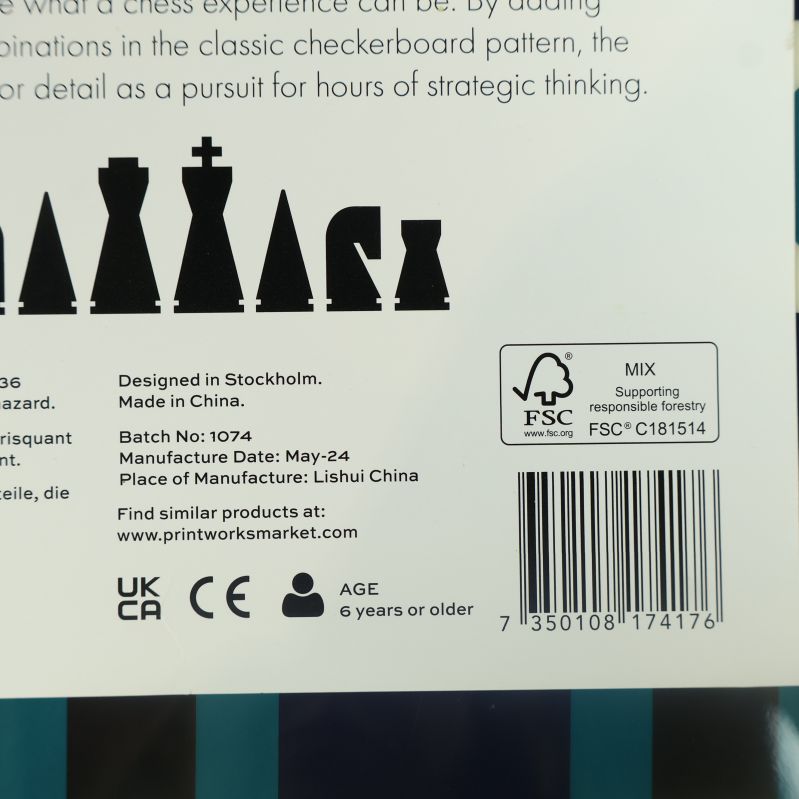 what a chess experience can be. By adding
binations in the classic checkerboard pattern, the
or detail as a pursuit for hours of strategic thinking.
36
azard.
risquant
nt.
teile, die
Designed in Stockholm.
Made in China.
Batch No: 1074
Manufacture Date: May-24
Place of Manufacture: Lishui China
Find similar products at:
www.printworksmarket.com
UK
CA
CE
AGE
6 years or older
FSC
®
www.fsc.org
MIX
Supporting
responsible forestry
FSC® C181514
7 350108 174176